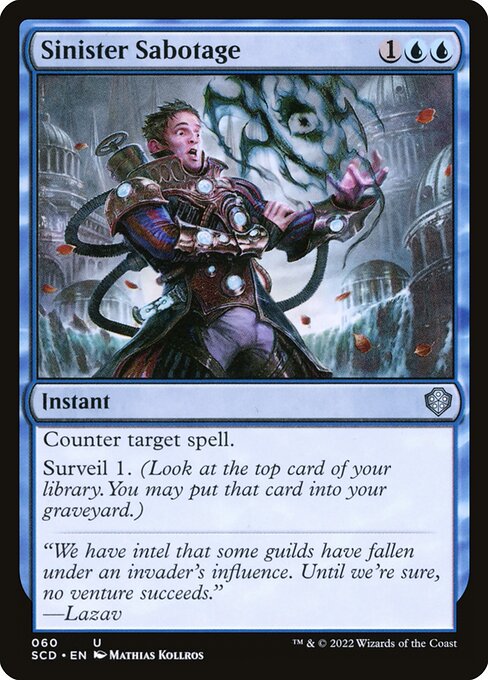 Sinister Sabotage 1
Instant
Counter target spell.
Surveil 1. (Look at the top card of your
library. You may put that card into your
graveyard.)
“We have intel that some guilds have fallen
under an invader’s influence. Until we’re sure,
no venture succeeds.”
—Lazav
060 U
SCD • EN Mathias Kollros
™ & © 2022 Wizards of the Coast